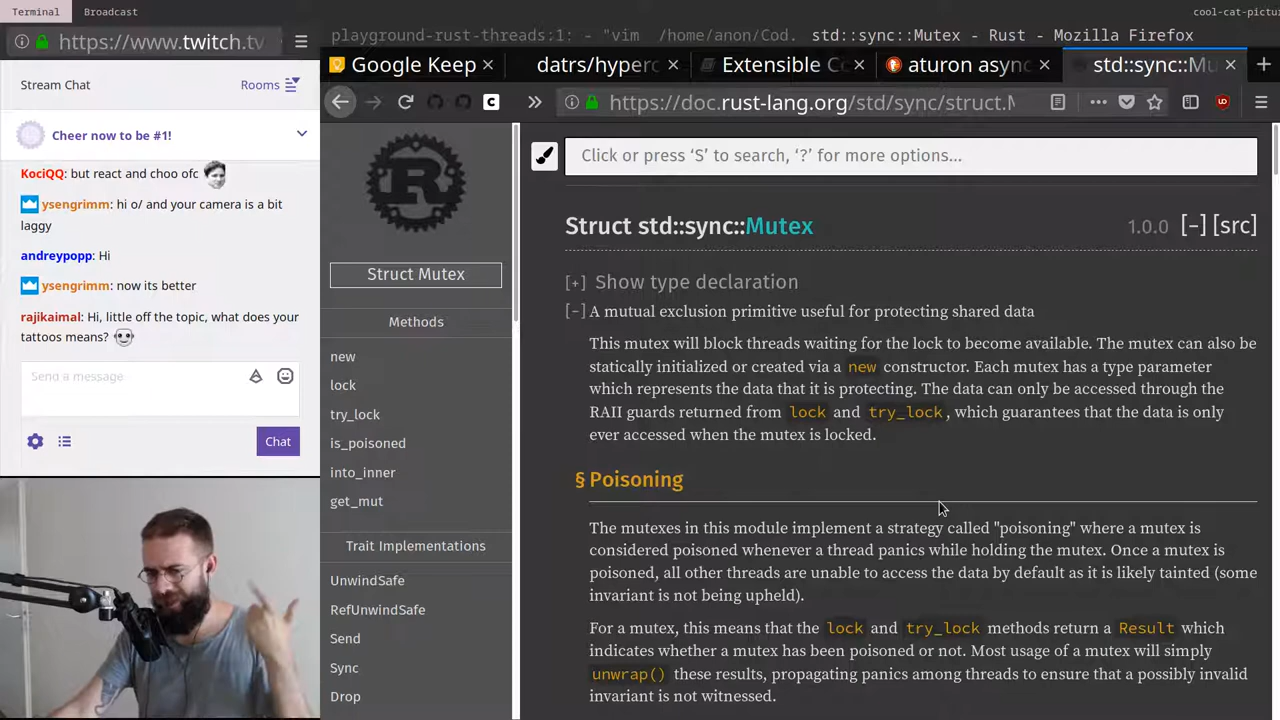 Terminal
Broadcast
cool-cat-pictu
https://www.twitch.tv
Stream Chat
Rooms
Cheer now to be #1!
KociQQ: but react and choo ofc
ysengrimm: hi o/ and your camera is a bit
laggy
andreypopp: Hi
ysengrimm: now its better
rajikaimal: Hi, little off the topic, what does your
tattoos means?
Send a message
Chat
playground-rust-threads:1: - "vim /home/anon/Cod.
std::sync::Mutex - Rust - Mozilla Firefox
Google Keep
datrs/hyperc
Extensible Co
aturon async
std::sync::Mu
https://doc.rust-lang.org/std/sync/struct.M
Struct Mutex
Methods
new
lock
try_lock
is_poisoned
into_inner
get_mut
Trait Implementations
UnwindSafe
RefUnwindSafe
Send
Sync
Drop
Click or press ‘S’ to search, ‘?’ for more options…
Struct std::sync::Mutex
1.0.0 [−] [src]
[+] Show type declaration
[−] A mutual exclusion primitive useful for protecting shared data
This mutex will block threads waiting for the lock to become available. The mutex can also be
statically initialized or created via a new constructor. Each mutex has a type parameter
which represents the data that it is protecting. The data can only be accessed through the
RAII guards returned from lock and try_lock, which guarantees that the data is only
ever accessed when the mutex is locked.
§ Poisoning
The mutexes in this module implement a strategy called "poisoning" where a mutex is
considered poisoned whenever a thread panics while holding the mutex. Once a mutex is
poisoned, all other threads are unable to access the data by default as it is likely tainted (some
invariant is not being upheld).
For a mutex, this means that the lock and try_lock methods return a Result which
indicates whether a mutex has been poisoned or not. Most usage of a mutex will simply
unwrap() these results, propagating panics among threads to ensure that a possibly invalid
invariant is not witnessed.